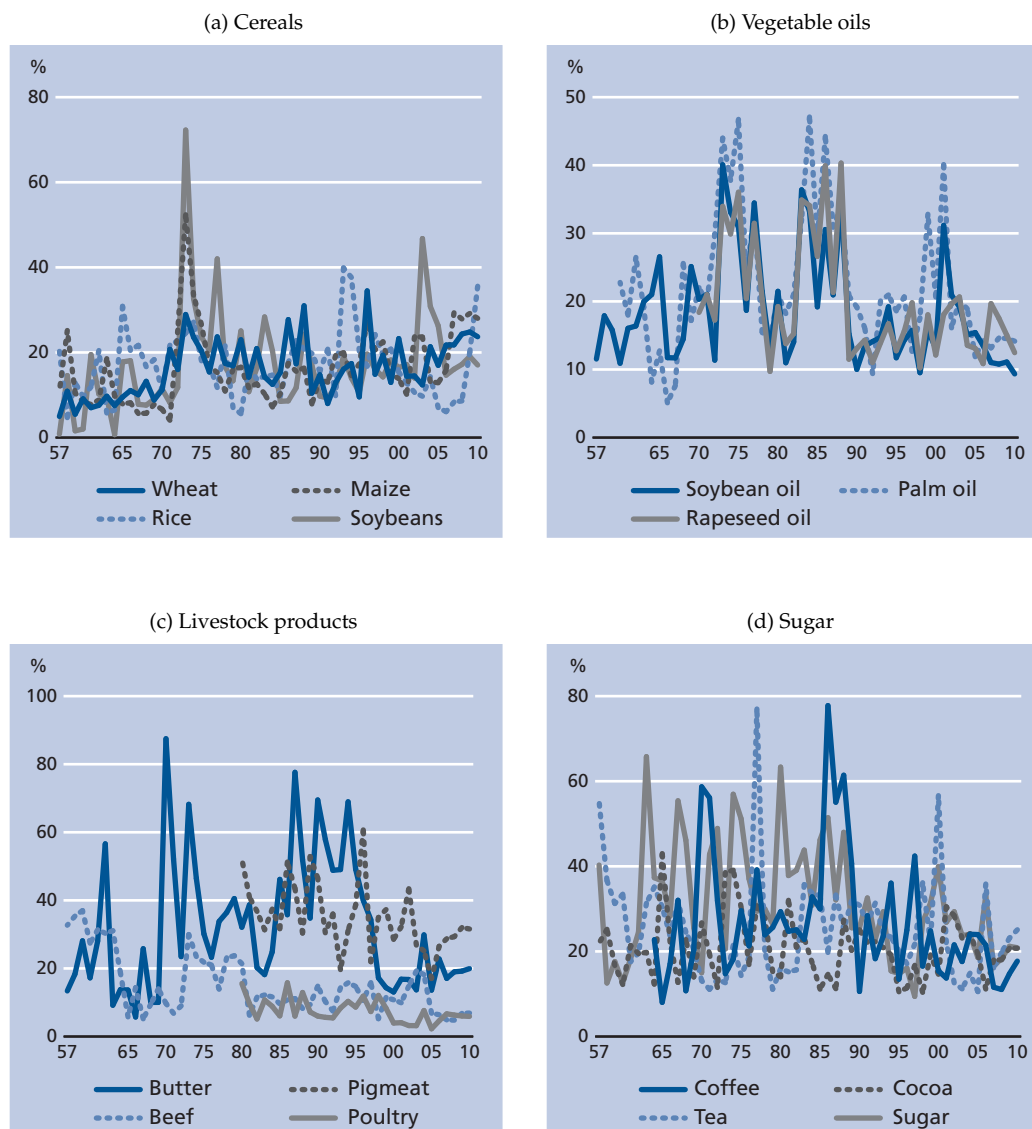 (a) Cereals
%
80
60
40
20
0
57 65 70 75 80 85 90 95 00 05 10
Wheat Maize
Rice Soybeans
(b) Vegetable oils
%
50
40
30
20
10
0
57 65 70 75 80 85 90 95 00 05 10
Soybean oil Palm oil
Rapeseed oil
(c) Livestock products
%
100
80
60
40
20
0
57 65 70 75 80 85 90 95 00 05 10
Butter Pigmeat
Beef Poultry
(d) Sugar
%
80
60
40
20
0
57 65 70 75 80 85 90 95 00 05 10
Coffee Cocoa
Tea Sugar